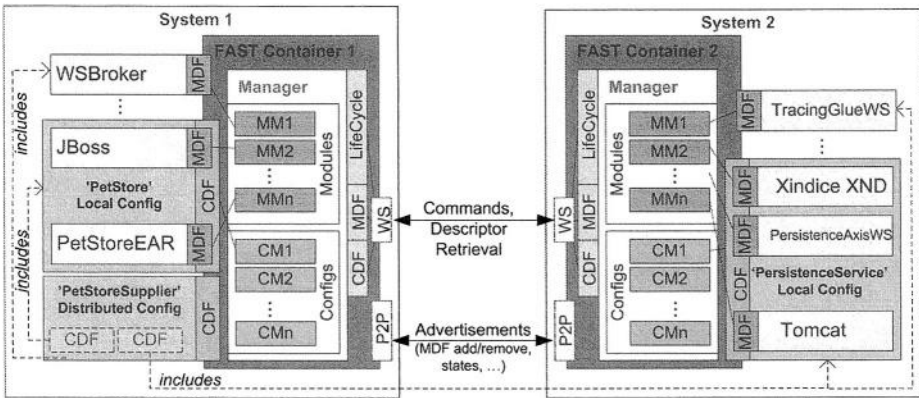 System 1
FAST Container 1
WSBroker
MDF
includes
⋮
JBoss
MDF
'PetStore'
Local Config
CDF
PetStoreEAR
MDF
includes
'PetStoreSupplier'
Distributed Config
CDF
CDF
CDF
includes
Manager
MM1
MM2
⋮
MMn
Modules
CM1
CM2
⋮
CMn
Configs
LifeCycle
MDF
CDF
WS
P2P
Commands,
Descriptor
Retrieval
Advertisements
(MDF add/remove,
states, ...)
System 2
FAST Container 2
WS
P2P
LifeCycle
MDF
CDF
Manager
MM1
MM2
⋮
MMn
Modules
CM1
CM2
⋮
CMn
Configs
MDF
TracingGlueWS
⋮
MDF
Xindice XND
MDF
PersistenceAxisWS
CDF
'PersistenceService'
Local Config
MDF
Tomcat